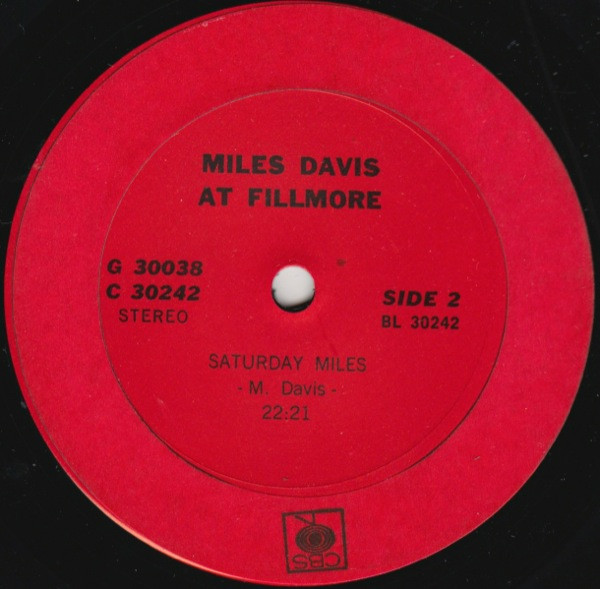 MILES DAVIS
AT FILLMORE
G 30038
C 30242
STEREO
SIDE 2
BL 30242
SATURDAY MILES
- M. Davis -
22:21
CBS